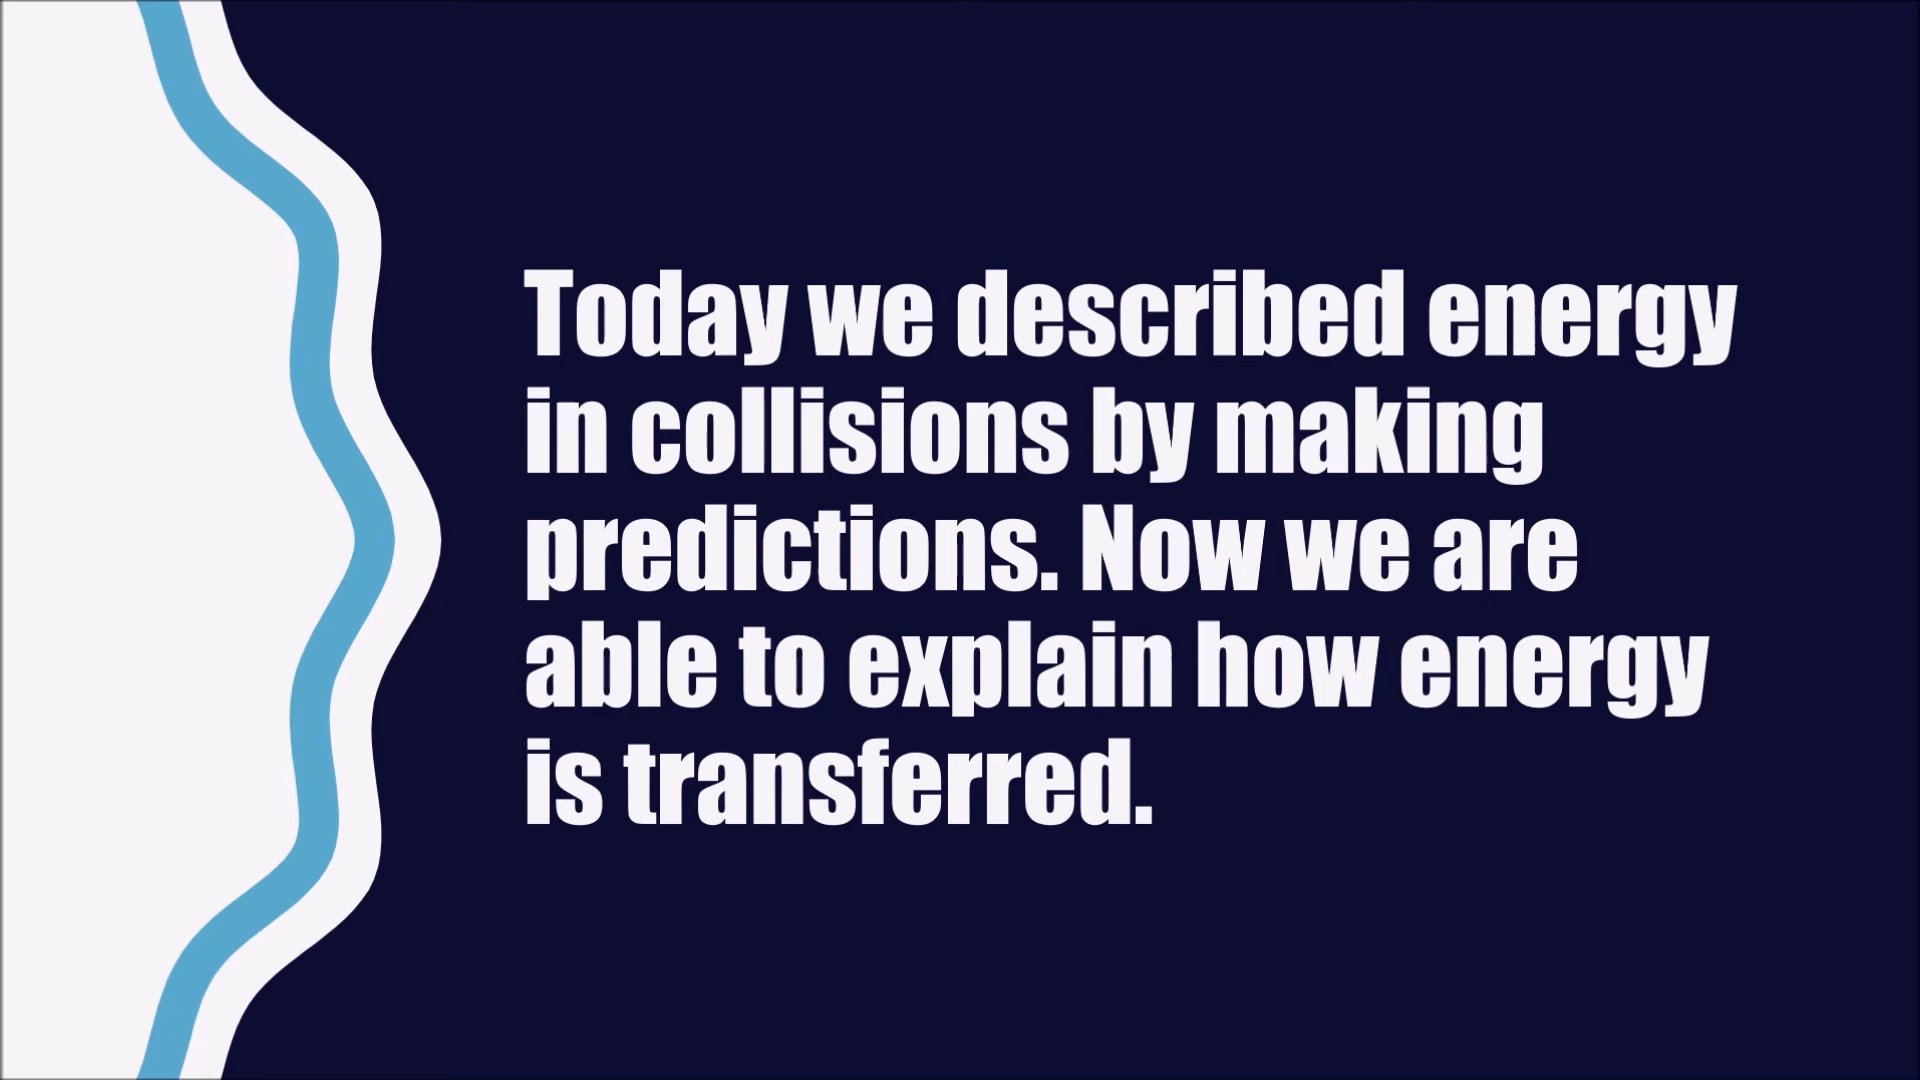 Today we described energy
in collisions by making
predictions. Now we are
able to explain how energy
is transferred.